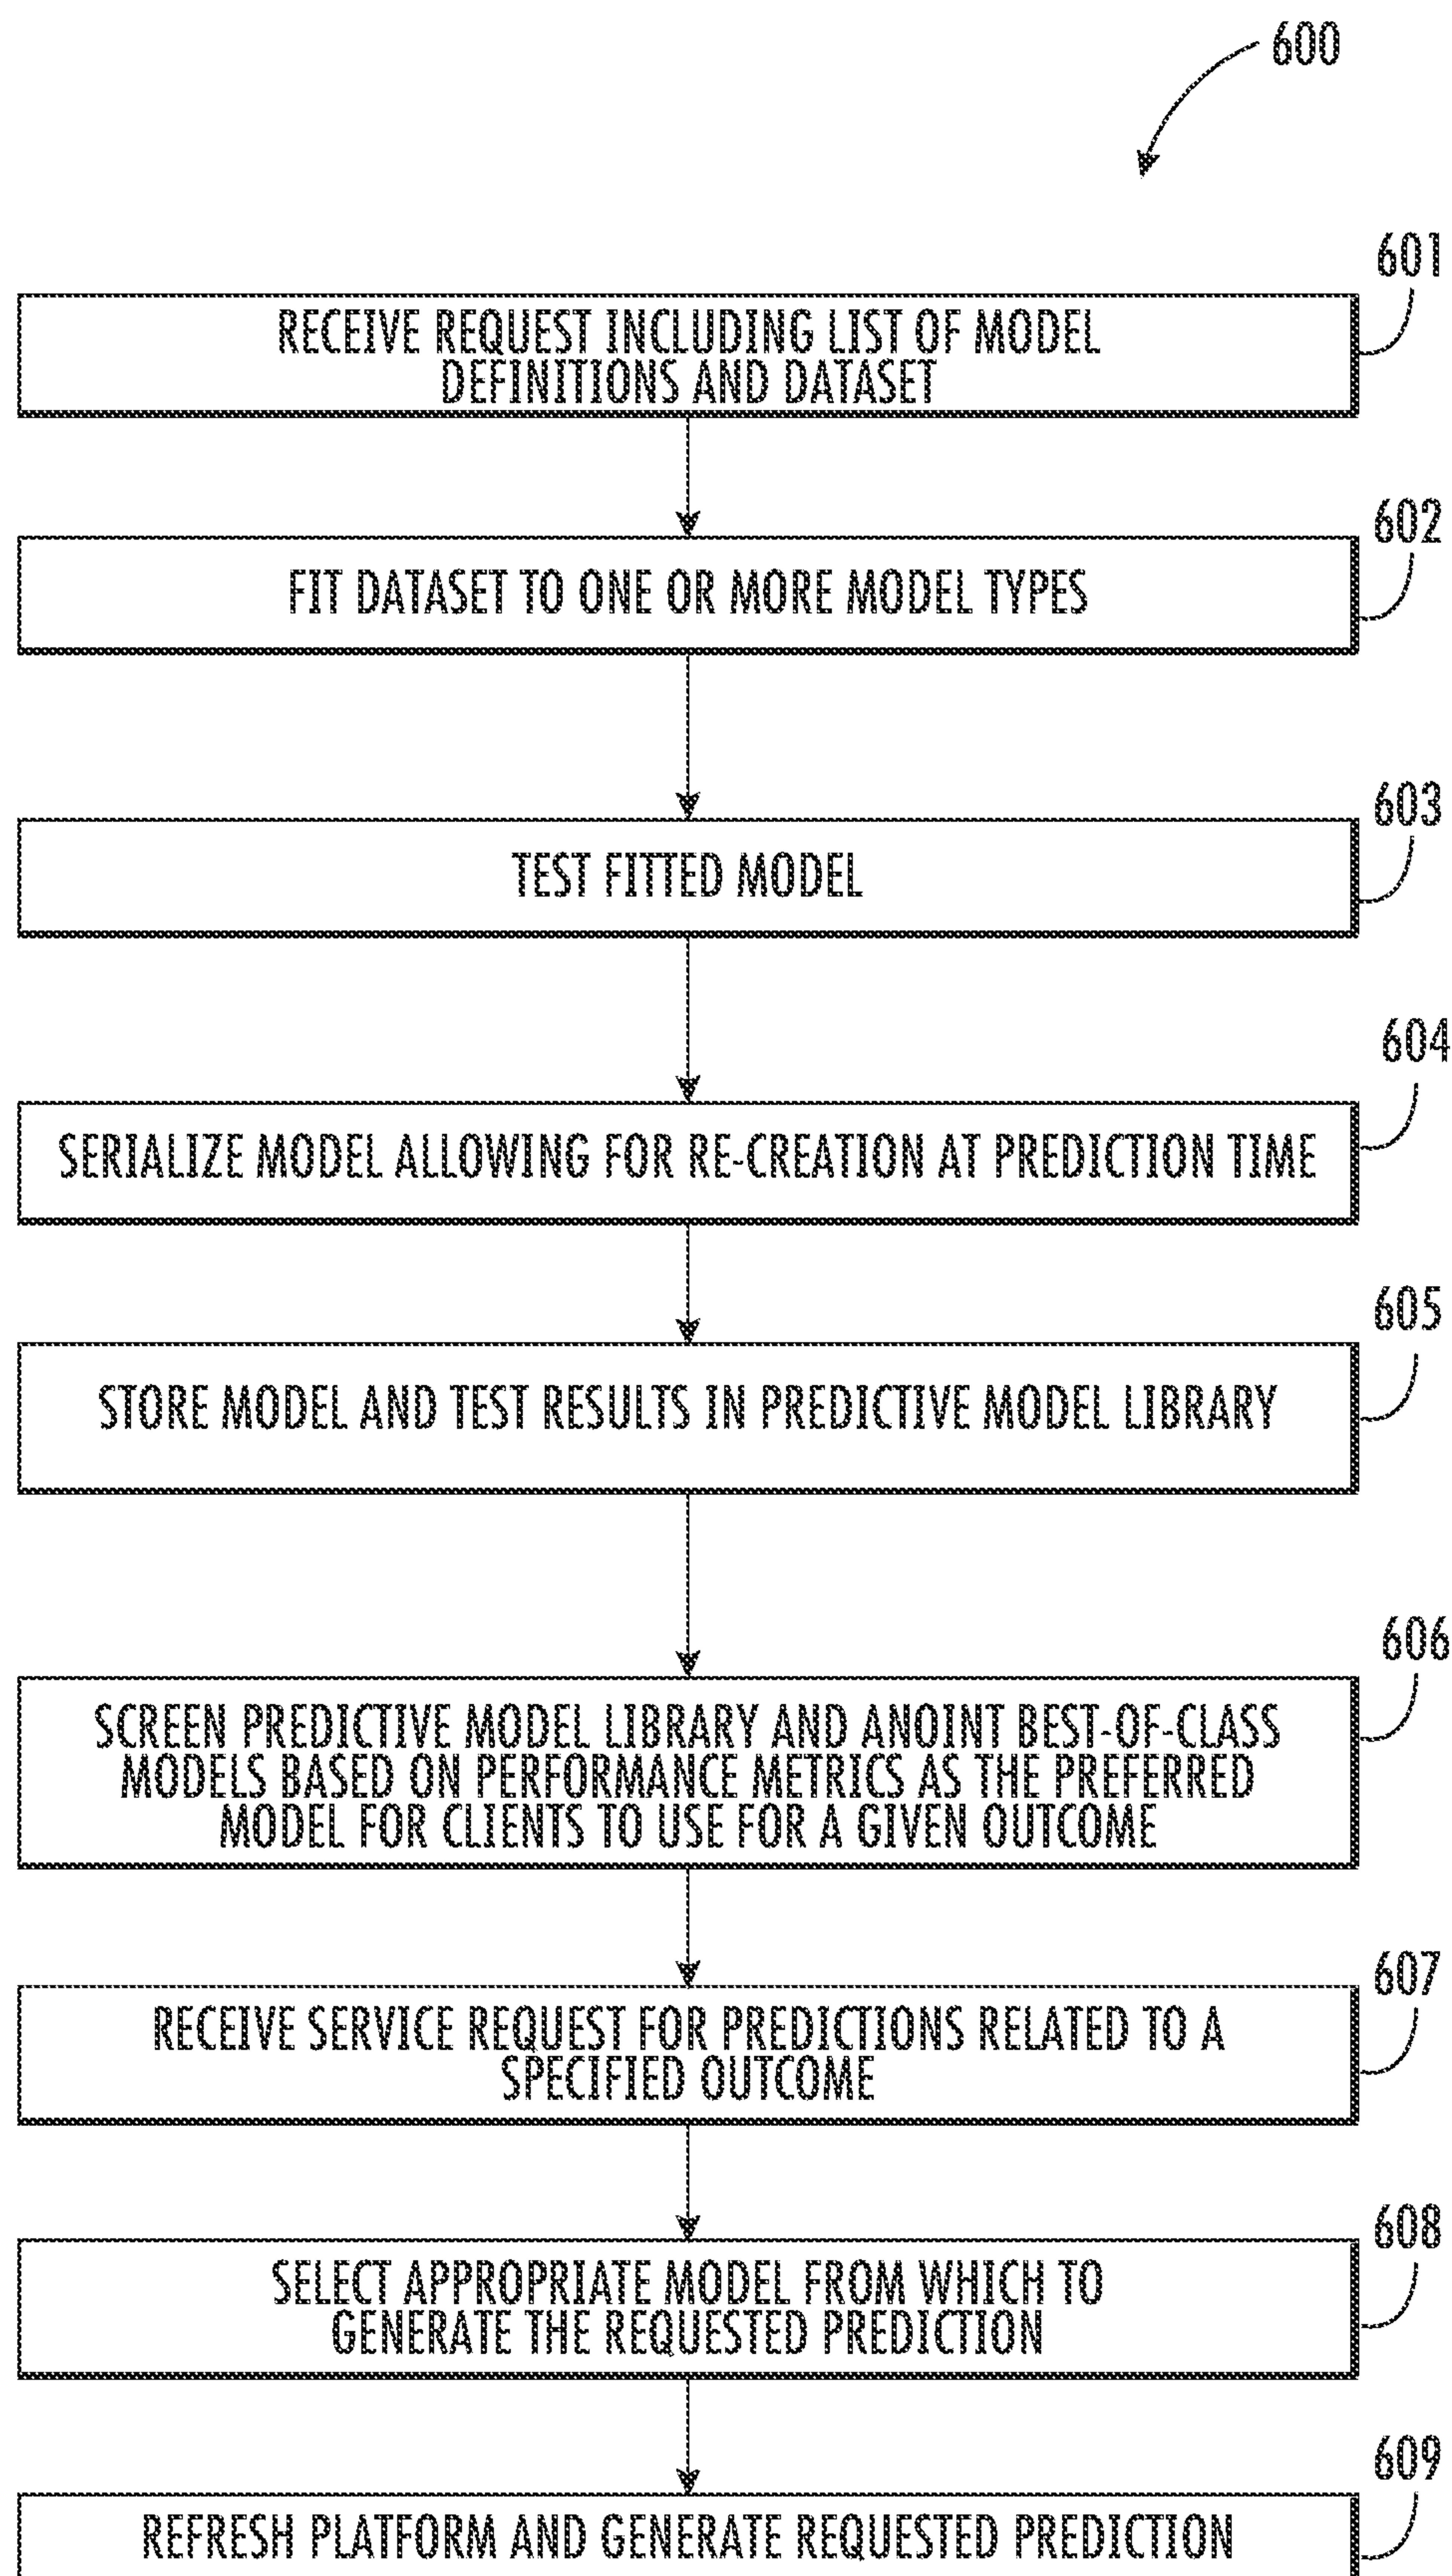 600
601
RECEIVE REQUEST INCLUDING LIST OF MODEL
DEFINITIONS AND DATASET
602
FIT DATASET TO ONE OR MORE MODEL TYPES
603
TEST FITTED MODEL
604
SERIALIZE MODEL ALLOWING FOR RE-CREATION AT PREDICTION TIME
605
STORE MODEL AND TEST RESULTS IN PREDICTIVE MODEL LIBRARY
606
SCREEN PREDICTIVE MODEL LIBRARY AND ANOINT BEST-OF-CLASS
MODELS BASED ON PERFORMANCE METRICS AS THE PREFERRED
MODEL FOR CLIENTS TO USE FOR A GIVEN OUTCOME
607
RECEIVE SERVICE REQUEST FOR PREDICTIONS RELATED TO A
SPECIFIED OUTCOME
608
SELECT APPROPRIATE MODEL FROM WHICH TO
GENERATE THE REQUESTED PREDICTION
609
REFRESH PLATFORM AND GENERATE REQUESTED PREDICTION